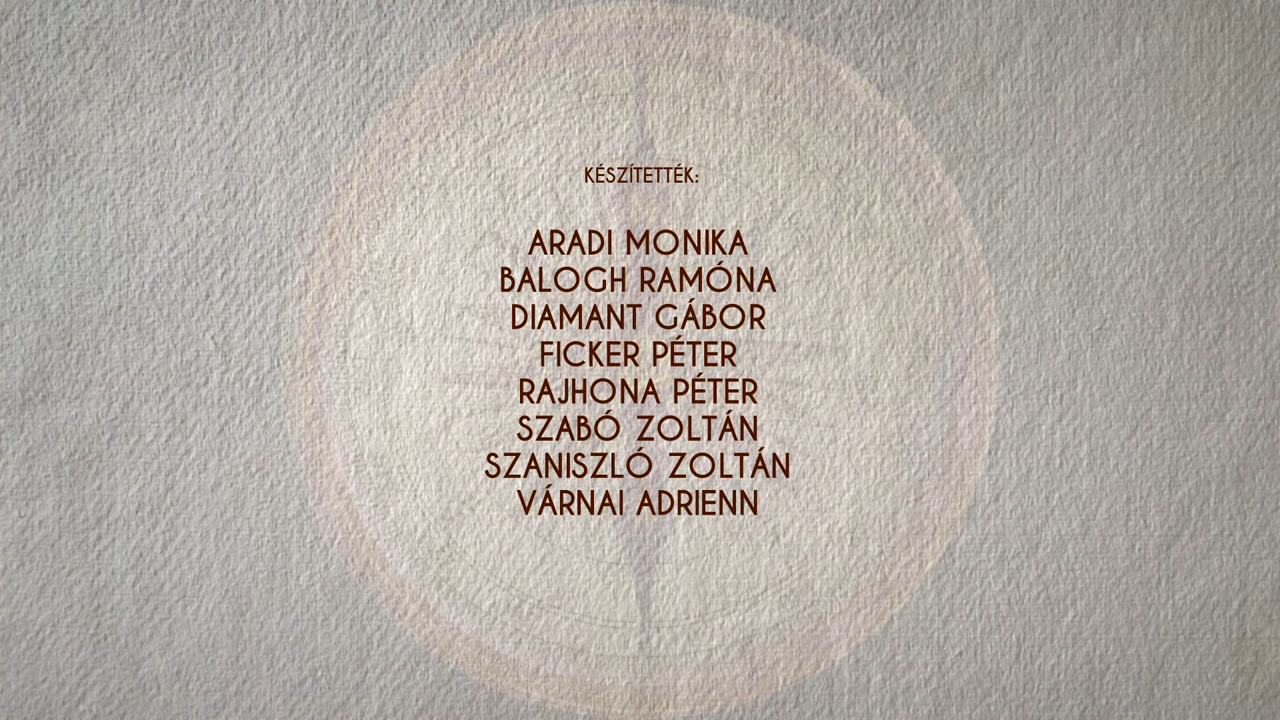 KÉSZÍTETTÉK:
ARADI MONIKA
BALOGH RAMÓNA
DIAMANT GÁBOR
FICKER PÉTER
RAJHONA PÉTER
SZABÓ ZOLTÁN
SZANISZLÓ ZOLTÁN
VÁRNAI ADRIENN